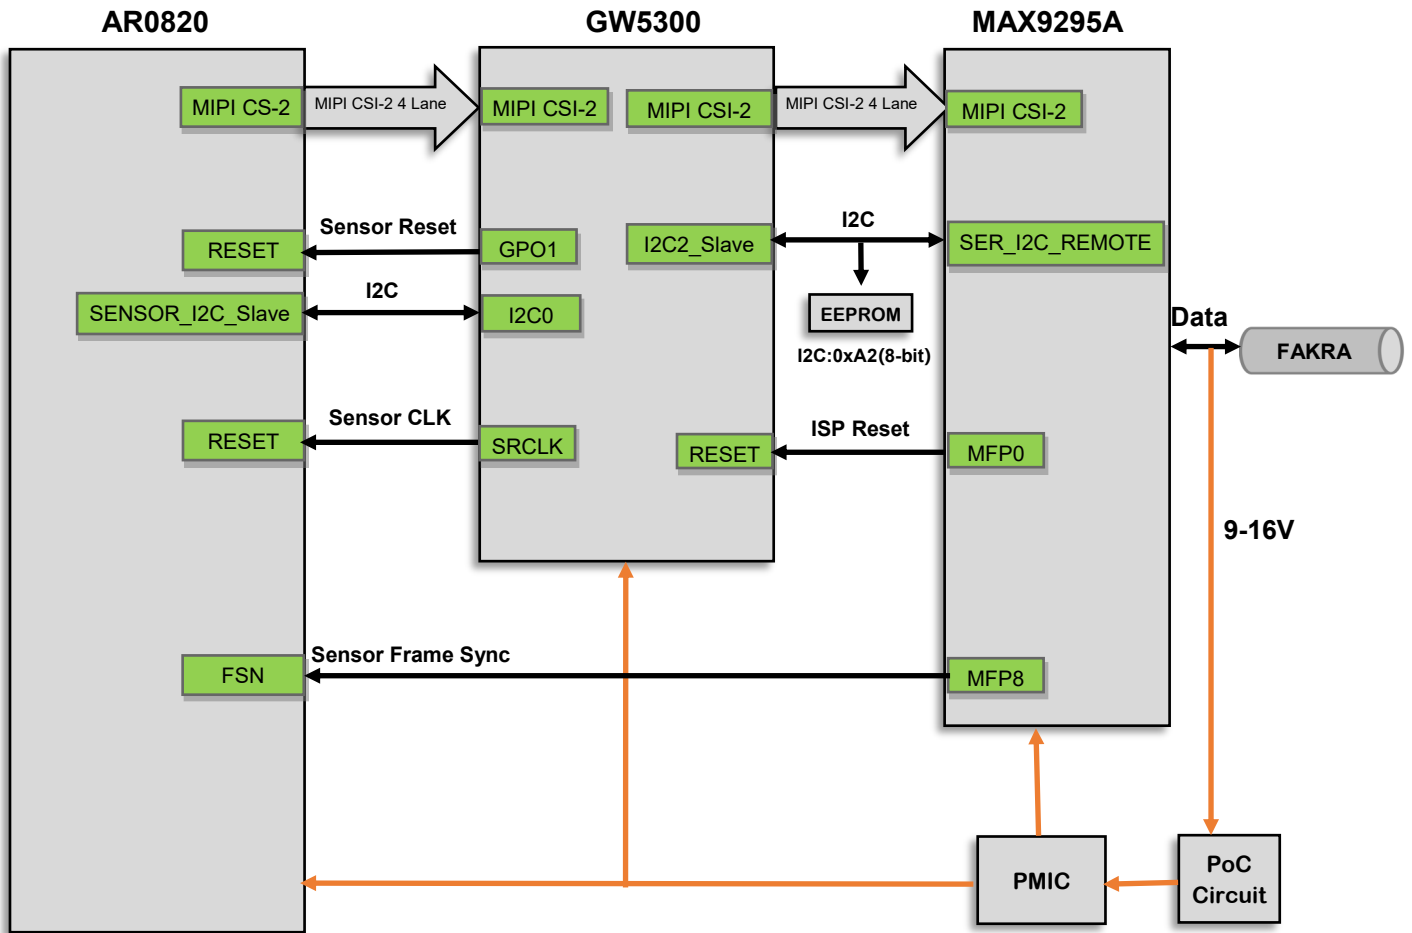 AR0820
GW5300
MAX9295A
MIPI CS-2
MIPI CSI-2 4 Lane
MIPI CSI-2
MIPI CSI-2
MIPI CSI-2 4 Lane
MIPI CSI-2
Sensor Reset
RESET
GPO1
I2C
I2C2_Slave
SER_I2C_REMOTE
I2C
SENSOR_I2C_Slave
I2C0
EEPROM
I2C:0xA2(8-bit)
Data
FAKRA
Sensor CLK
RESET
SRCLK
ISP Reset
RESET
MFP0
9-16V
Sensor Frame Sync
FSN
MFP8
PMIC
PoC
Circuit